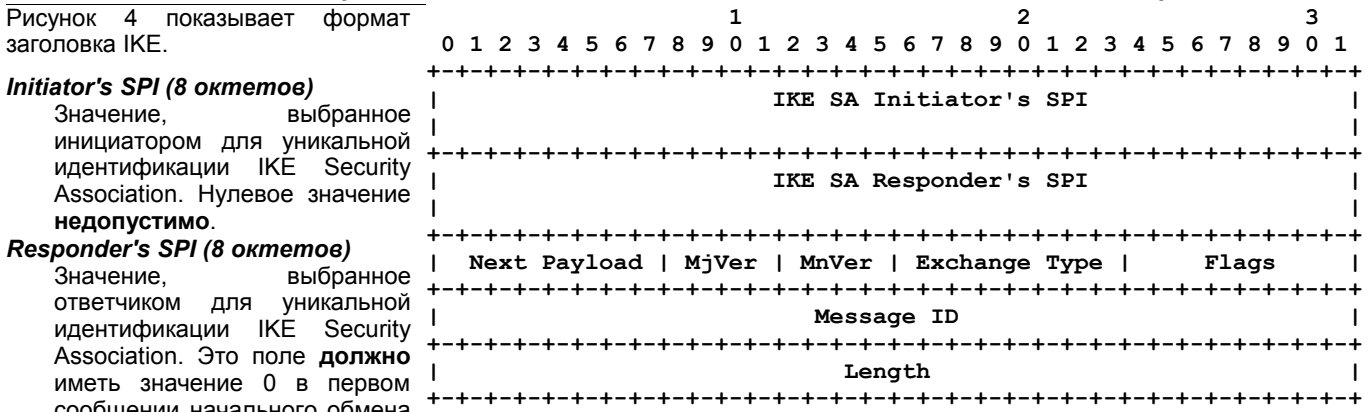 Рисунок 4 показывает формат
заголовка IKE.
Initiator's SPI (8 октетов)
Значение, выбранное
инициатором для уникальной
идентификации IKE Security
Association. Нулевое значение
недопустимо.
Responder's SPI (8 октетов)
Значение, выбранное
ответчиком для уникальной
идентификации IKE Security
Association. Это поле должно
иметь значение 0 в первом
сообщении начального обмена
                     1                   2                   3
 0 1 2 3 4 5 6 7 8 9 0 1 2 3 4 5 6 7 8 9 0 1 2 3 4 5 6 7 8 9 0 1
+-+-+-+-+-+-+-+-+-+-+-+-+-+-+-+-+-+-+-+-+-+-+-+-+-+-+-+-+-+-+-+-+
|                       IKE SA Initiator's SPI                  |
|                                                               |
+-+-+-+-+-+-+-+-+-+-+-+-+-+-+-+-+-+-+-+-+-+-+-+-+-+-+-+-+-+-+-+-+
|                       IKE SA Responder's SPI                  |
|                                                               |
+-+-+-+-+-+-+-+-+-+-+-+-+-+-+-+-+-+-+-+-+-+-+-+-+-+-+-+-+-+-+-+-+
|  Next Payload | MjVer | MnVer | Exchange Type |     Flags     |
+-+-+-+-+-+-+-+-+-+-+-+-+-+-+-+-+-+-+-+-+-+-+-+-+-+-+-+-+-+-+-+-+
|                          Message ID                           |
+-+-+-+-+-+-+-+-+-+-+-+-+-+-+-+-+-+-+-+-+-+-+-+-+-+-+-+-+-+-+-+-+
|                            Length                             |
+-+-+-+-+-+-+-+-+-+-+-+-+-+-+-+-+-+-+-+-+-+-+-+-+-+-+-+-+-+-+-+-+